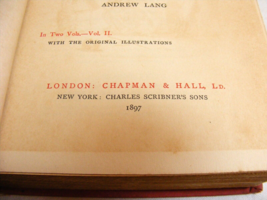 ANDREW LANG
In Two Vols.—Vol. II.
WITH THE ORIGINAL ILLUSTRATIONS
LONDON: CHAPMAN & HALL, LD.
NEW YORK: CHARLES SCRIBNER'S SONS
1897